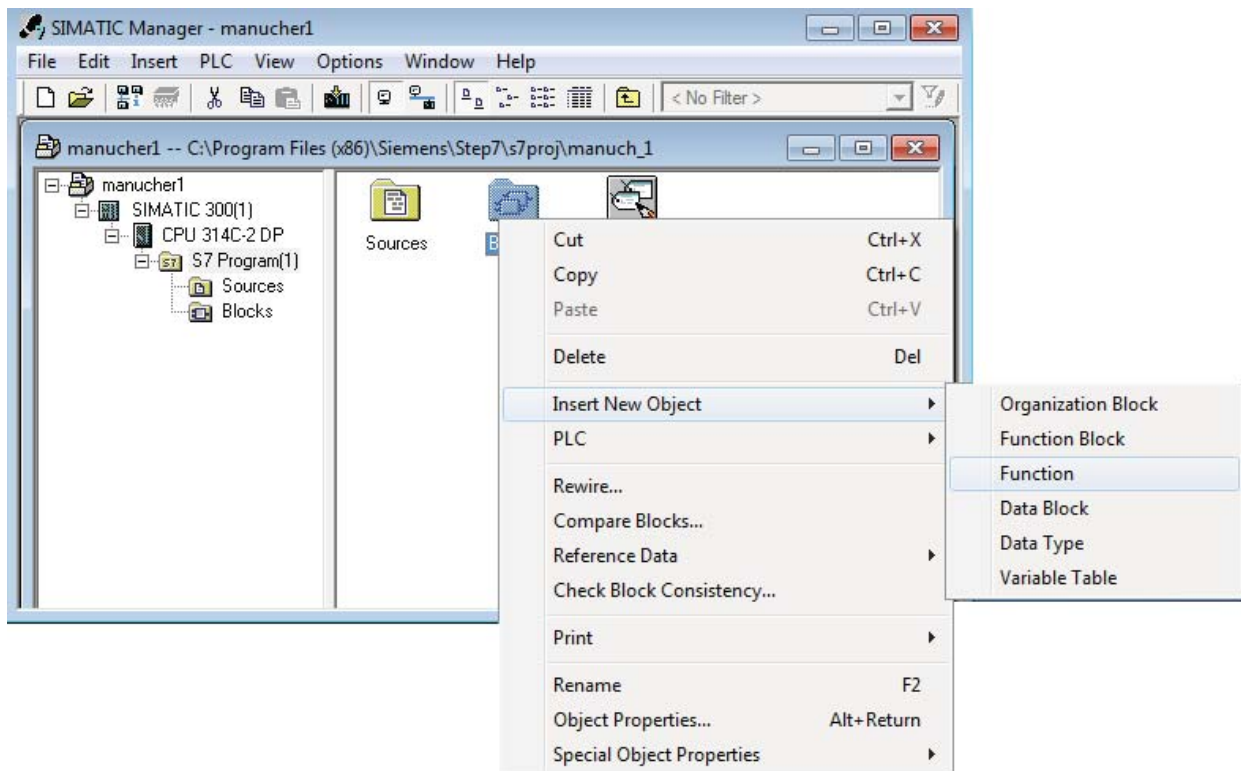 SIMATIC Manager - manucher1
File Edit Insert PLC View Options Window Help
< No Filter >
manucher1 -- C:\Program Files (x86)\Siemens\Step7\s7proj\manuch_1
manucher1
SIMATIC 300(1)
CPU 314C-2 DP
S7 Program(1)
Sources
Blocks
Sources
Cut Ctrl+X
Copy Ctrl+C
Paste Ctrl+V
Delete Del
Insert New Object
PLC
Rewire...
Compare Blocks...
Reference Data
Check Block Consistency...
Print
Rename F2
Object Properties... Alt+Return
Special Object Properties
Organization Block
Function Block
Function
Data Block
Data Type
Variable Table